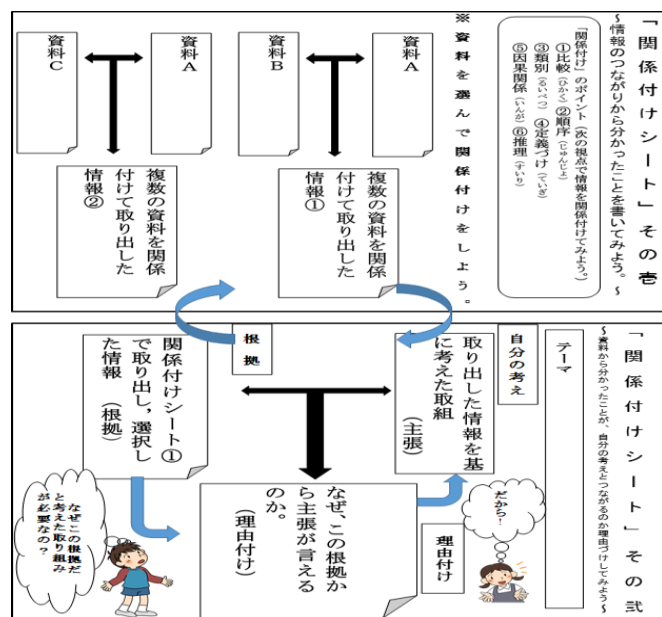 「関係付けシート」その壱
～情報のつながりから分かったことを書いてみよう。～
「関係付け」のポイント（次の視点で情報を関係付けてみよう。）
①比較（ひかく）②順序（じゅんじょ）
③類別（るいべつ）④定義づけ（ていぎ）
⑤因果関係（いんが）⑥推理（すいり）
※資料を選んで関係付けをしよう。
資料A
資料B
複数の資料を関係
付けて取り出した
情報①
資料A
資料C
複数の資料を関係
付けて取り出した
情報②
「関係付けシート」その弐
～資料から分かったことが、自分の考えとつながるのか理由づけしてみよう～
テーマ
自分の考え
取り出した情報を基
に考えた取組
（主張）
だから！
理由付け
なぜ、この根拠か
ら主張が言える
のか。
（理由付け）
根拠
関係付けシート①
で取り出し，選択し
た情報（根拠）
なぜこの根拠だ
と考えた取り組み
が必要なの？